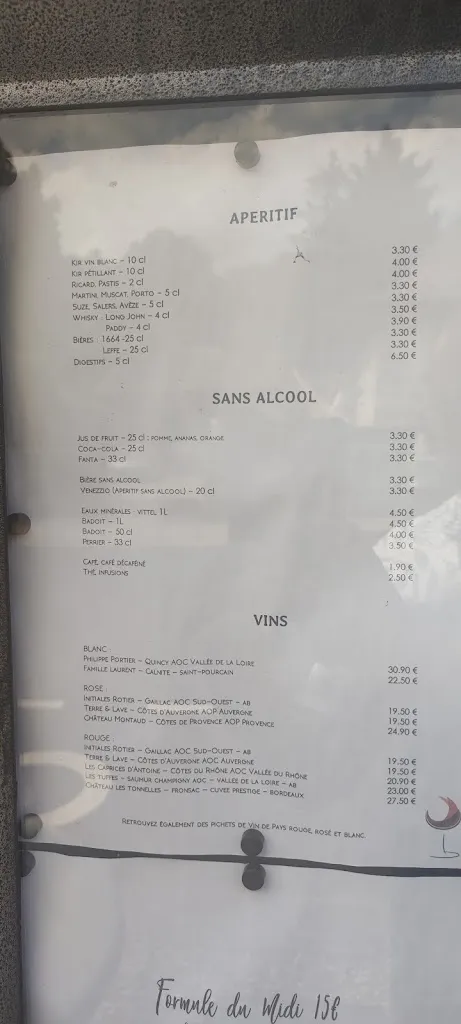 APERITIF
KIR VIN BLANC - 10 cl 3.30 €
KIR PÉTILLANT - 10 cl 4.00 €
RICARD, PASTIS - 2 cl 4.00 €
MARTINI, MUSCAT, PORTO - 5 cl 3.30 €
SUZE, SALERS, AVÈZE - 5 cl 3.30 €
WHISKY : LONG JOHN - 4 cl 3.50 €
PADDY - 4 cl 3.90 €
BIÈRES : 1664 -25 cl 3.30 €
LEFFE - 25 cl 3.30 €
DIGESTIFS - 5 cl 6.50 €
SANS ALCOOL
JUS DE FRUIT - 25 cl : POMME, ANANAS, ORANGE 3.30 €
COCA-COLA - 25 cl 3.30 €
FANTA - 33 cl 3.30 €
BIÈRE SANS ALCOOL 3.30 €
VENEZZIO (APERITIF SANS ALCOOL) - 20 cl 3.30 €
EAUX MINÉRALES : VITTEL 1L 4.50 €
BADOIT - 1L 4.50 €
BADOIT - 50 cl 4.00 €
PERRIER - 33 cl 3.50 €
CAFÉ, CAFÉ DÉCAFÉINÉ 1.90 €
THÉ, INFUSIONS 2.50 €
VINS
BLANC :
PHILIPPE PORTIER - QUINCY AOC VALLÉE DE LA LOIRE 30.90 €
FAMILLE LAURENT - CALNITE - SAINT-POURÇAIN 22.50 €
ROSE :
INITIALES ROTIER - GAILLAC AOC SUD-OUEST - AB 19.50 €
TERRE & LAVE - CÔTES D'AUVERGNE AOP AUVERGNE 19.50 €
CHÂTEAU MONTAUD - CÔTES DE PROVENCE AOP PROVENCE 24.90 €
ROUGE :
INITIALES ROTIER - GAILLAC AOC SUD-OUEST - AB 19.50 €
TERRE & LAVE - CÔTES D'AUVERGNE AOC AUVERGNE 19.50 €
LES CAPRICES D'ANTOINE - CÔTES DU RHÔNE AOC VALLÉE DU RHÔNE 20.90 €
LES TUFFES - SAUMUR CHAMPIGNY AOC - VALLÉE DE LA LOIRE - AB 23.00 €
CHÂTEAU LES TONNELLES - FRONSAC - CUVEE PRESTIGE - BORDEAUX 27.50 €
RETROUVEZ ÉGALEMENT DES PICHETS DE VIN DE PAYS ROUGE, ROSÉ ET BLANC.
Formule du Midi 15€